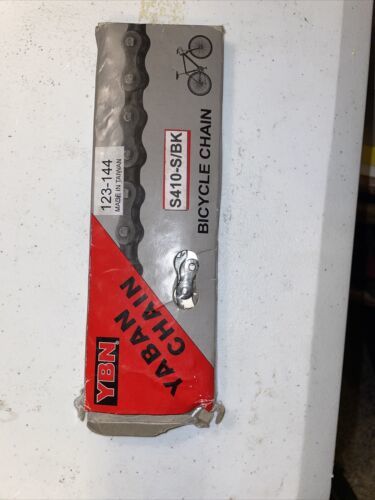 123-144
MADE IN TAIWAN
S410-S/BK
BICYCLE CHAIN
YBN
YABAN
CHAIN